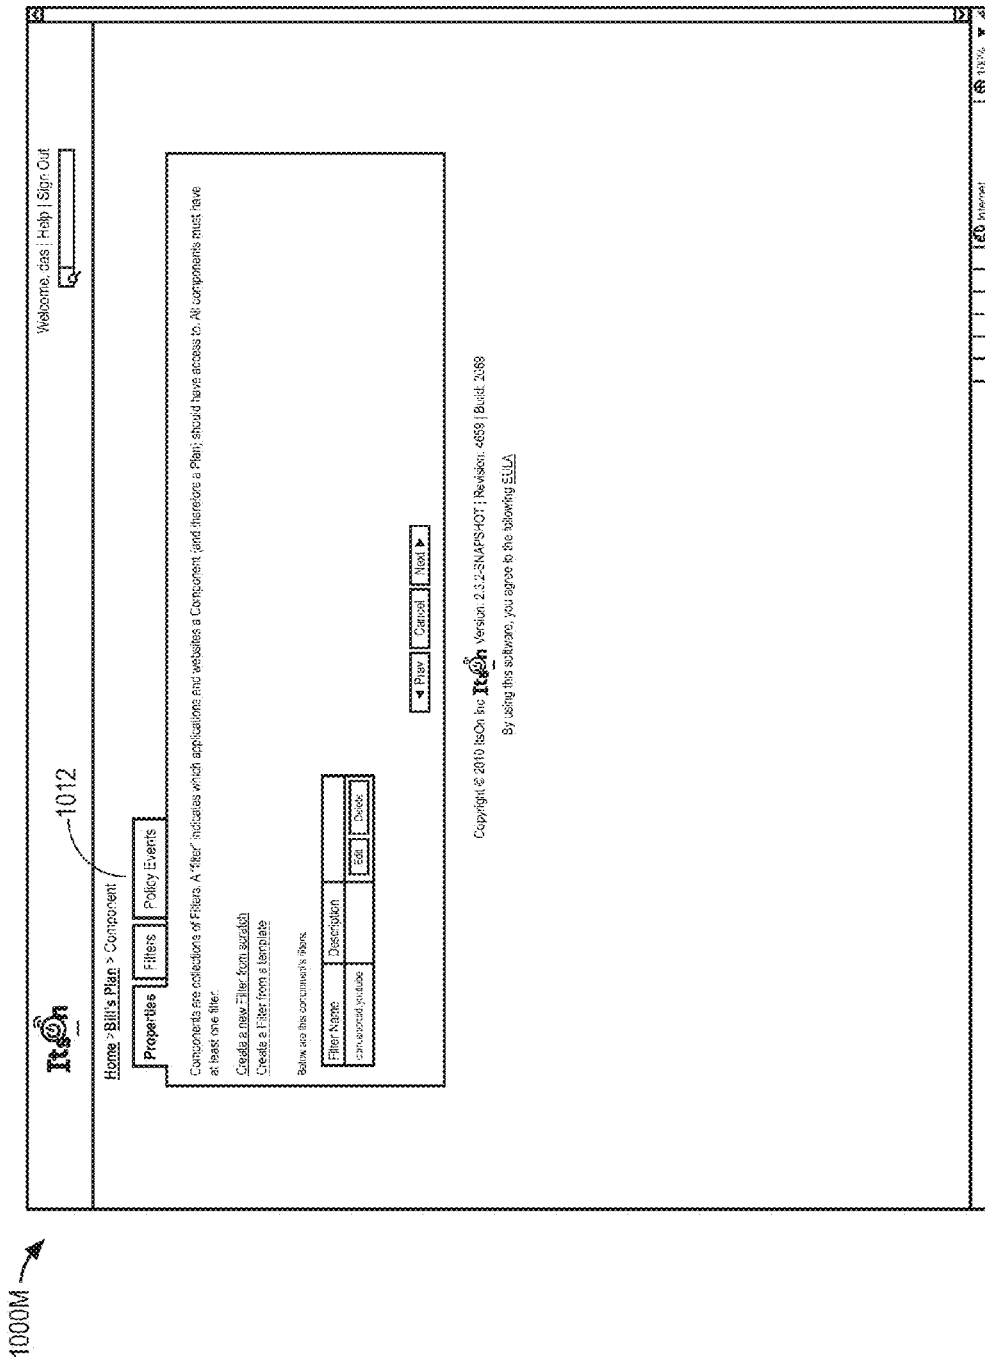 1000M
ItsOn
Welcome, das | Help | Sign Out
Home > Bill's Plan > Component
1012
Properties
Filters
Policy Events
Components are collections of Filters. A "filter" indicates which applications and websites a Component (and therefore a Plan) should have access to. All components must have
at least one filter.
Create a new Filter from scratch
Create a Filter from a template
Below are this component's filters.
Filter Name
Description
Edit
Delete
◄ Prev
Cancel
Next ►
Copyright © 2010 ItsOn Inc ItsOn Version: 2.3.2-SNAPSHOT | Revision: 4659 | Build: 2069
By using this software, you agree to the following EULA
Internet
100%